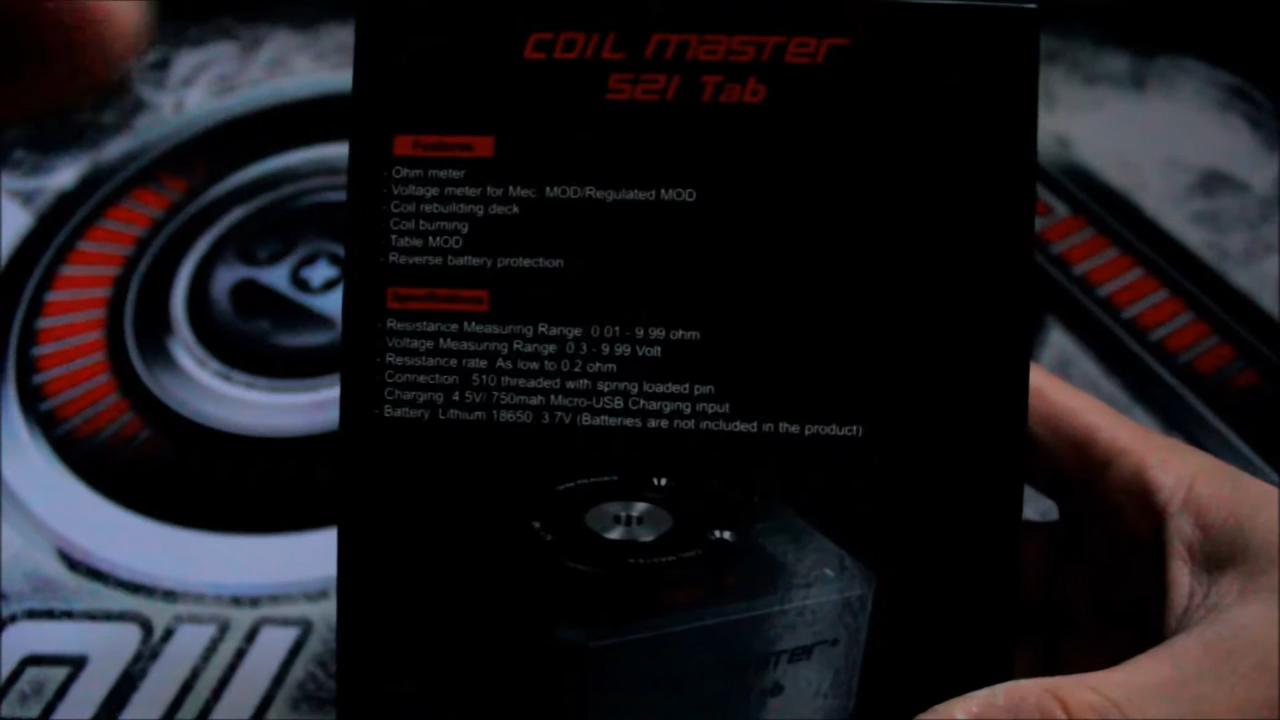 COIL MASTER
521 Tab
Features
- Ohm meter
- Voltage meter for Mec. MOD/Regulated MOD
- Coil rebuilding deck
- Coil burning
- Table MOD
- Reverse battery protection
Specifications
- Resistance Measuring Range: 0.01 - 9.99 ohm
- Voltage Measuring Range: 0.3 - 9.99 Volt
- Resistance rate: As low to 0.2 ohm
- Connection : 510 threaded with spring loaded pin
- Charging: 4.5V/ 750mah Micro-USB Charging input
- Battery: Lithium 18650: 3.7V (Batteries are not included in the product)